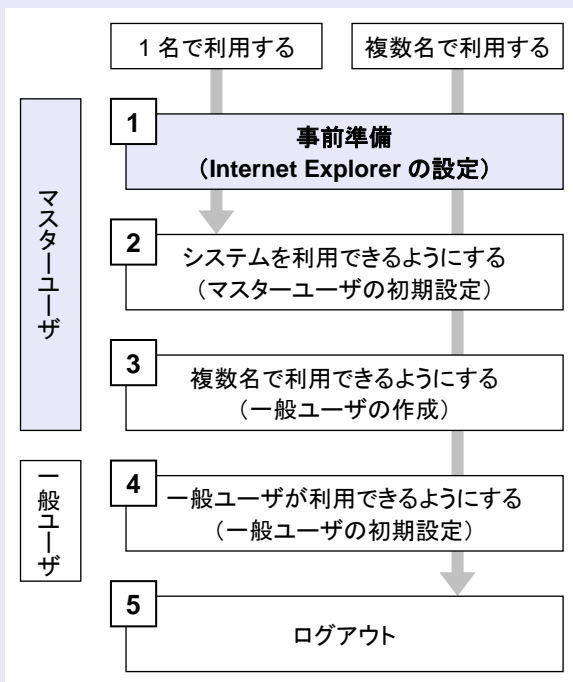 1 名で利用する
複数名で利用する
マスターユーザ
1
事前準備
（Internet Explorer の設定）
2
システムを利用できるようにする
（マスターユーザの初期設定）
3
複数名で利用できるようにする
（一般ユーザの作成）
一般ユーザ
4
一般ユーザが利用できるようにする
（一般ユーザの初期設定）
5
ログアウト